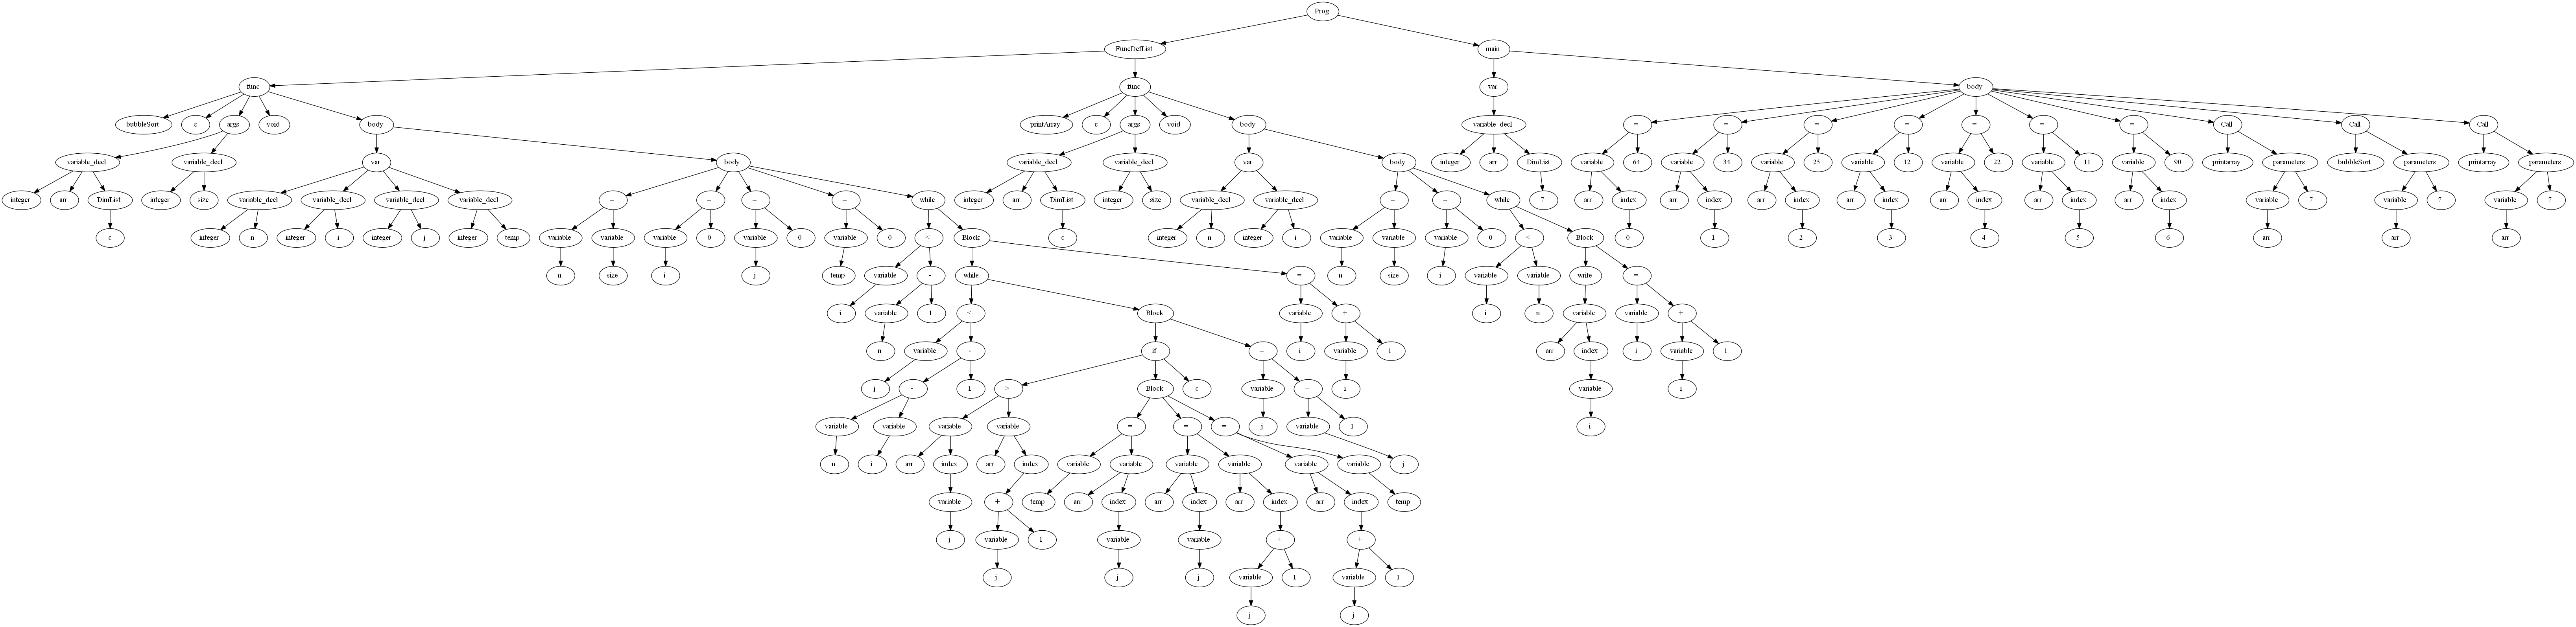 Prog
FuncDefList main
func func var body
bubbleSort ε args void body printArray ε args void body variable_decl = = = = = = = Call Call Call
variable_decl variable_decl var body variable_decl variable_decl var body integer arr DimList variable 64 variable 34 variable 25 variable 12 variable 22 variable 11 variable 90 printarray parameters bubbleSort parameters printarray parameters
integer arr DimList integer size variable_decl variable_decl variable_decl variable_decl = = = = while integer arr DimList integer size variable_decl variable_decl = = while 7 arr index arr index arr index arr index arr index arr index arr index variable 7 variable 7 variable 7
ε integer n integer i integer j integer temp variable variable variable 0 variable 0 variable 0 < Block ε integer n integer i variable variable variable 0 < Block 0 1 2 3 4 5 6 arr arr arr
n size i j temp variable - while = n size i variable variable write =
i variable 1 < Block variable + i n variable variable +
n variable - if = i variable 1 arr index i variable 1
j - 1 > Block ε variable + i variable i
variable variable variable variable = = = j variable 1 i
n i arr index arr index variable variable variable variable variable variable j
variable + temp arr index arr index arr index arr index temp
j variable 1 variable variable + +
j j j variable 1 variable 1
j j